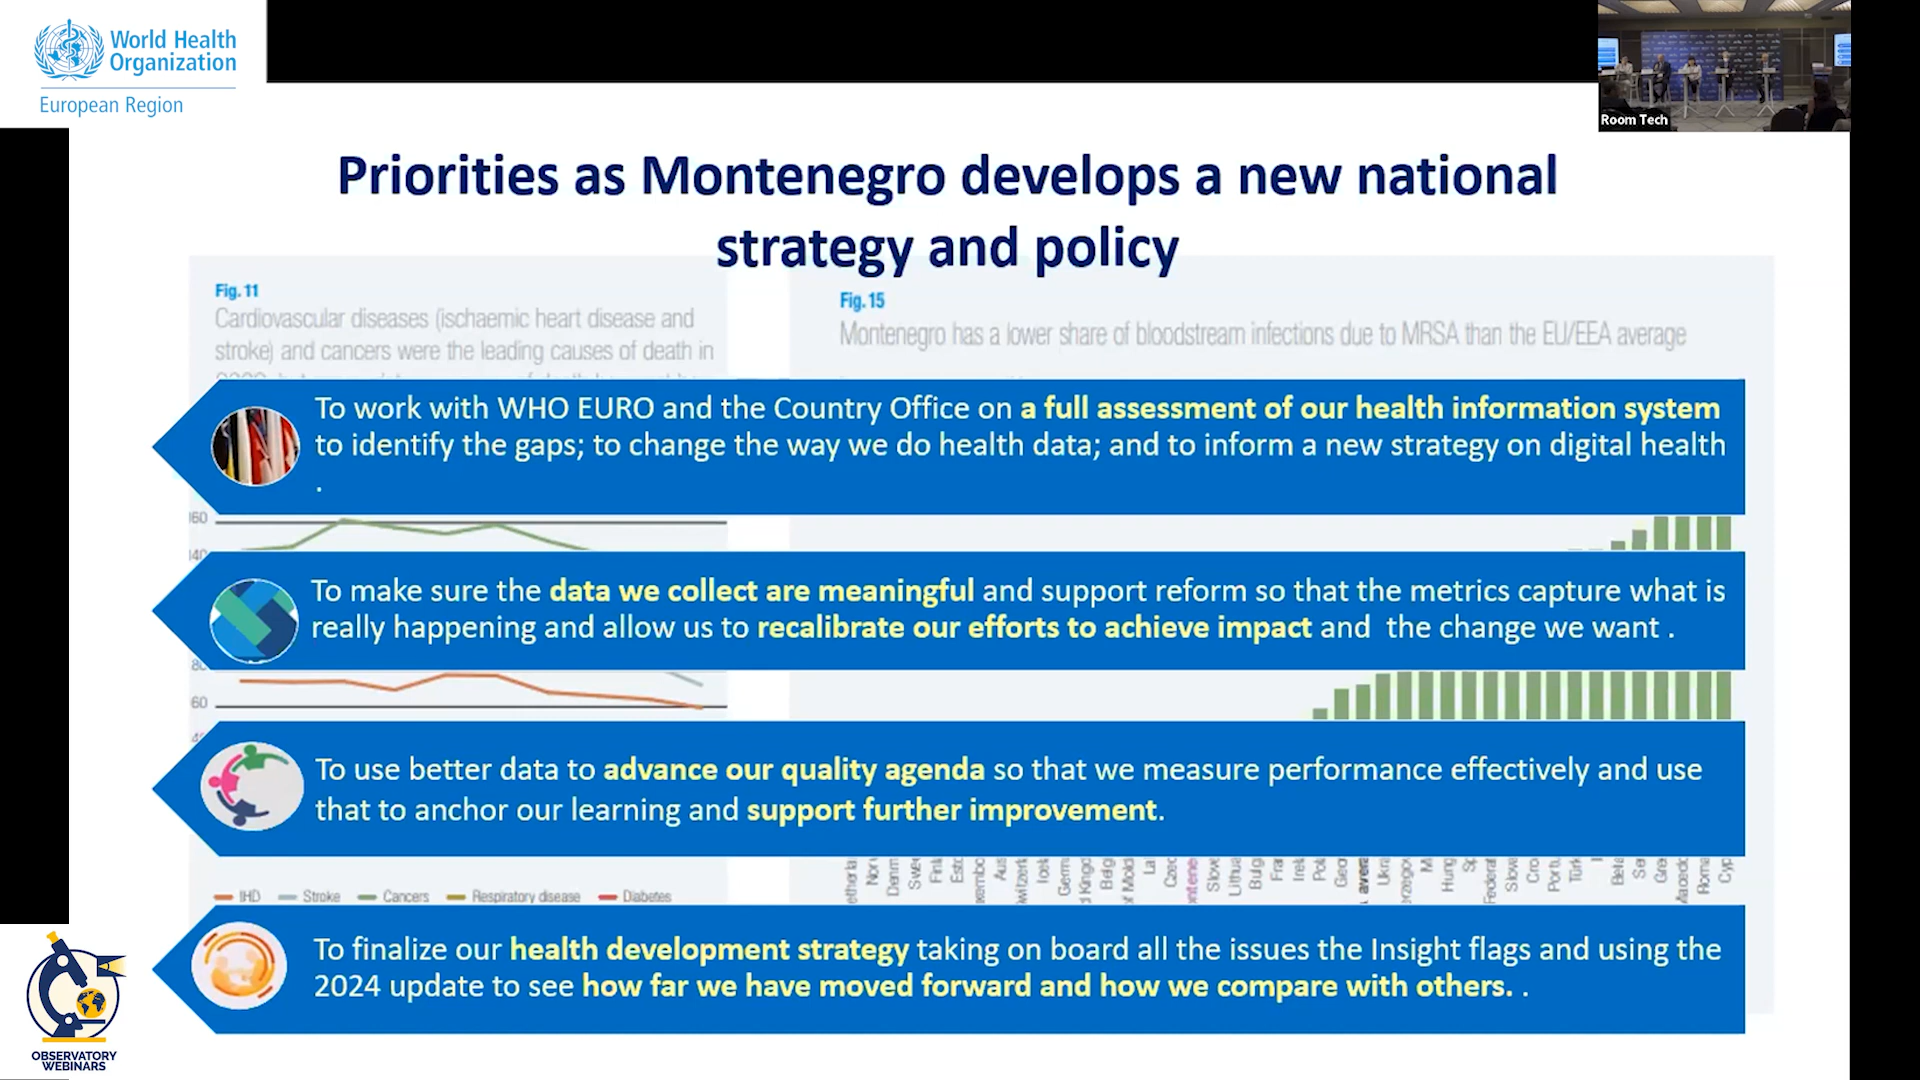 World Health
Organization
European Region
Room Tech
Priorities as Montenegro develops a new national
strategy and policy
Fig. 11
Cardiovascular diseases (ischaemic heart disease and
stroke) and cancers were the leading causes of death in
Fig. 15
Montenegro has a lower share of bloodstream infections due to MRSA than the EU/EEA average
To work with WHO EURO and the Country Office on a full assessment of our health information system
to identify the gaps; to change the way we do health data; and to inform a new strategy on digital health
.
160
140
To make sure the data we collect are meaningful and support reform so that the metrics capture what is
really happening and allow us to recalibrate our efforts to achieve impact and the change we want .
80
60
To use better data to advance our quality agenda so that we measure performance effectively and use
that to anchor our learning and support further improvement.
IHD Stroke Cancers Respiratory disease Diabetes
To finalize our health development strategy taking on board all the issues the Insight flags and using the
2024 update to see how far we have moved forward and how we compare with others. .
OBSERVATORY
WEBINARS